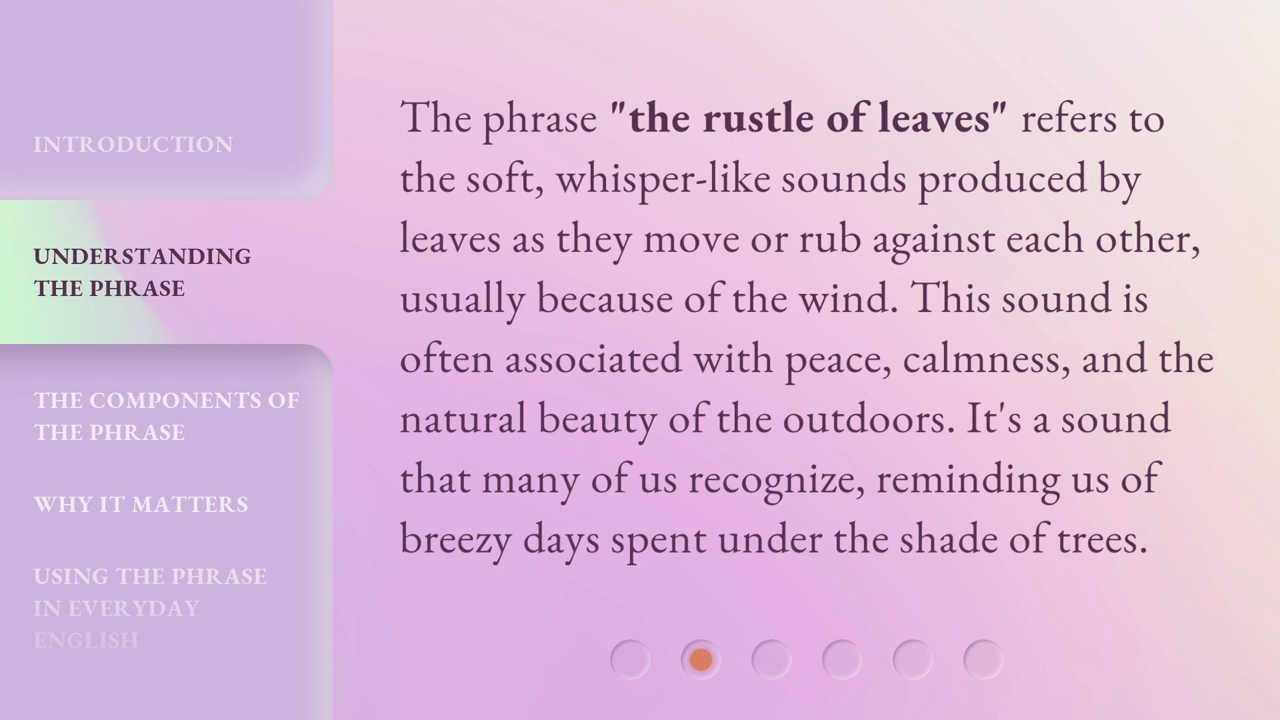 INTRODUCTION
UNDERSTANDING
THE PHRASE
THE COMPONENTS OF
THE PHRASE
WHY IT MATTERS
USING THE PHRASE
IN EVERYDAY
ENGLISH
The phrase "the rustle of leaves" refers to
the soft, whisper-like sounds produced by
leaves as they move or rub against each other,
usually because of the wind. This sound is
often associated with peace, calmness, and the
natural beauty of the outdoors. It's a sound
that many of us recognize, reminding us of
breezy days spent under the shade of trees.